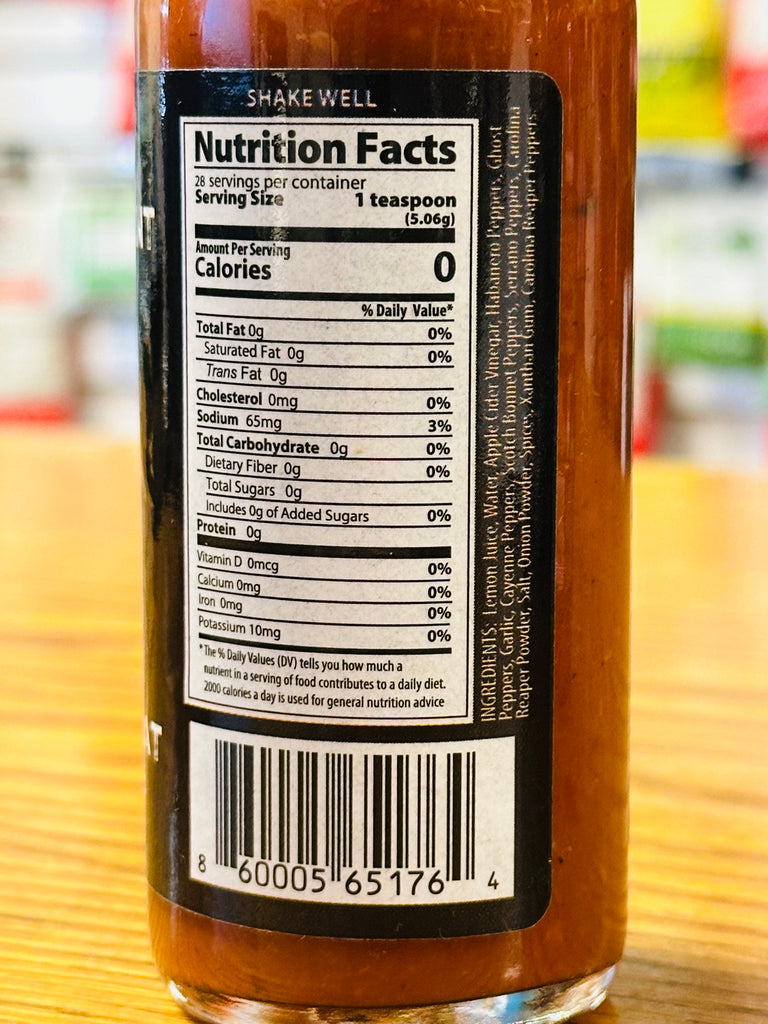 SHAKE WELL
Nutrition Facts
28 servings per container
Serving Size 1 teaspoon
(5.06g)
Amount Per Serving
Calories 0
% Daily Value*
Total Fat 0g 0%
Saturated Fat 0g 0%
Trans Fat 0g
Cholesterol 0mg 0%
Sodium 65mg 3%
Total Carbohydrate 0g 0%
Dietary Fiber 0g 0%
Total Sugars 0g
Includes 0g of Added Sugars 0%
Protein 0g
Vitamin D 0mcg 0%
Calcium 0mg 0%
Iron 0mg 0%
Potassium 10mg 0%
*The % Daily Values (DV) tells you how much a
nutrient in a serving of food contributes to a daily diet.
2000 calories a day is used for general nutrition advice
INGREDIENTS: Lemon Juice, Water, Apple Cider Vinegar, Habanero Peppers, Ghost
Peppers, Garlic, Cayenne Peppers, Scotch Bonnet Peppers, Serrano Peppers, Carolina
Reaper Powder, Salt, Onion Powder, Spices, Xanthan Gum, Carolina Reaper Peppers.
8 60005 65176 4
AT